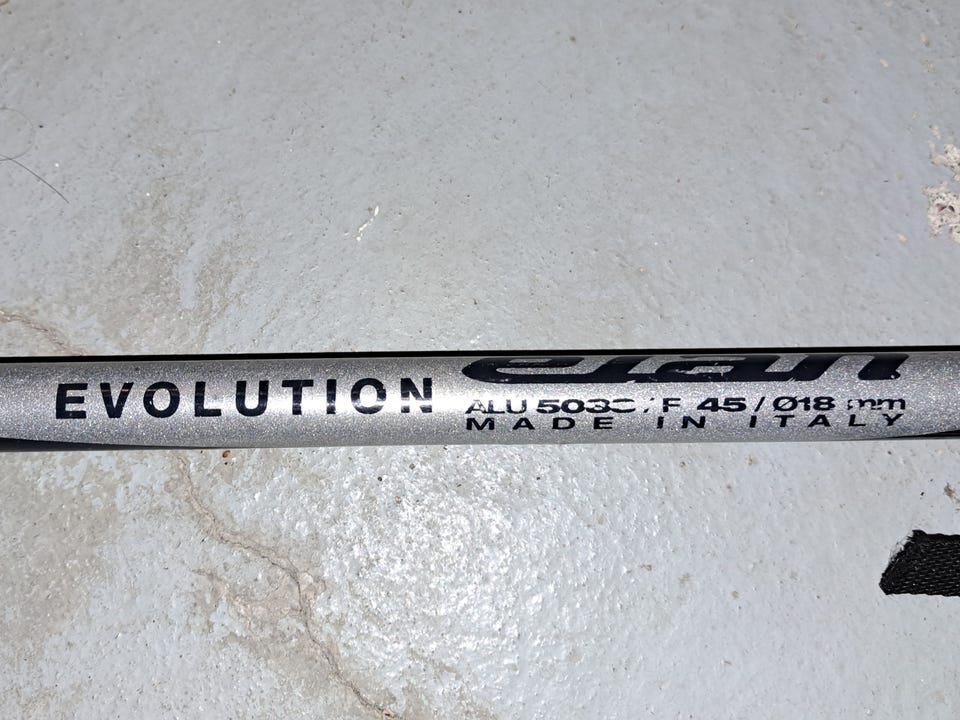 EVOLUTION
elan
ALU / F 45 / Ø18 mm
MADE IN ITALY